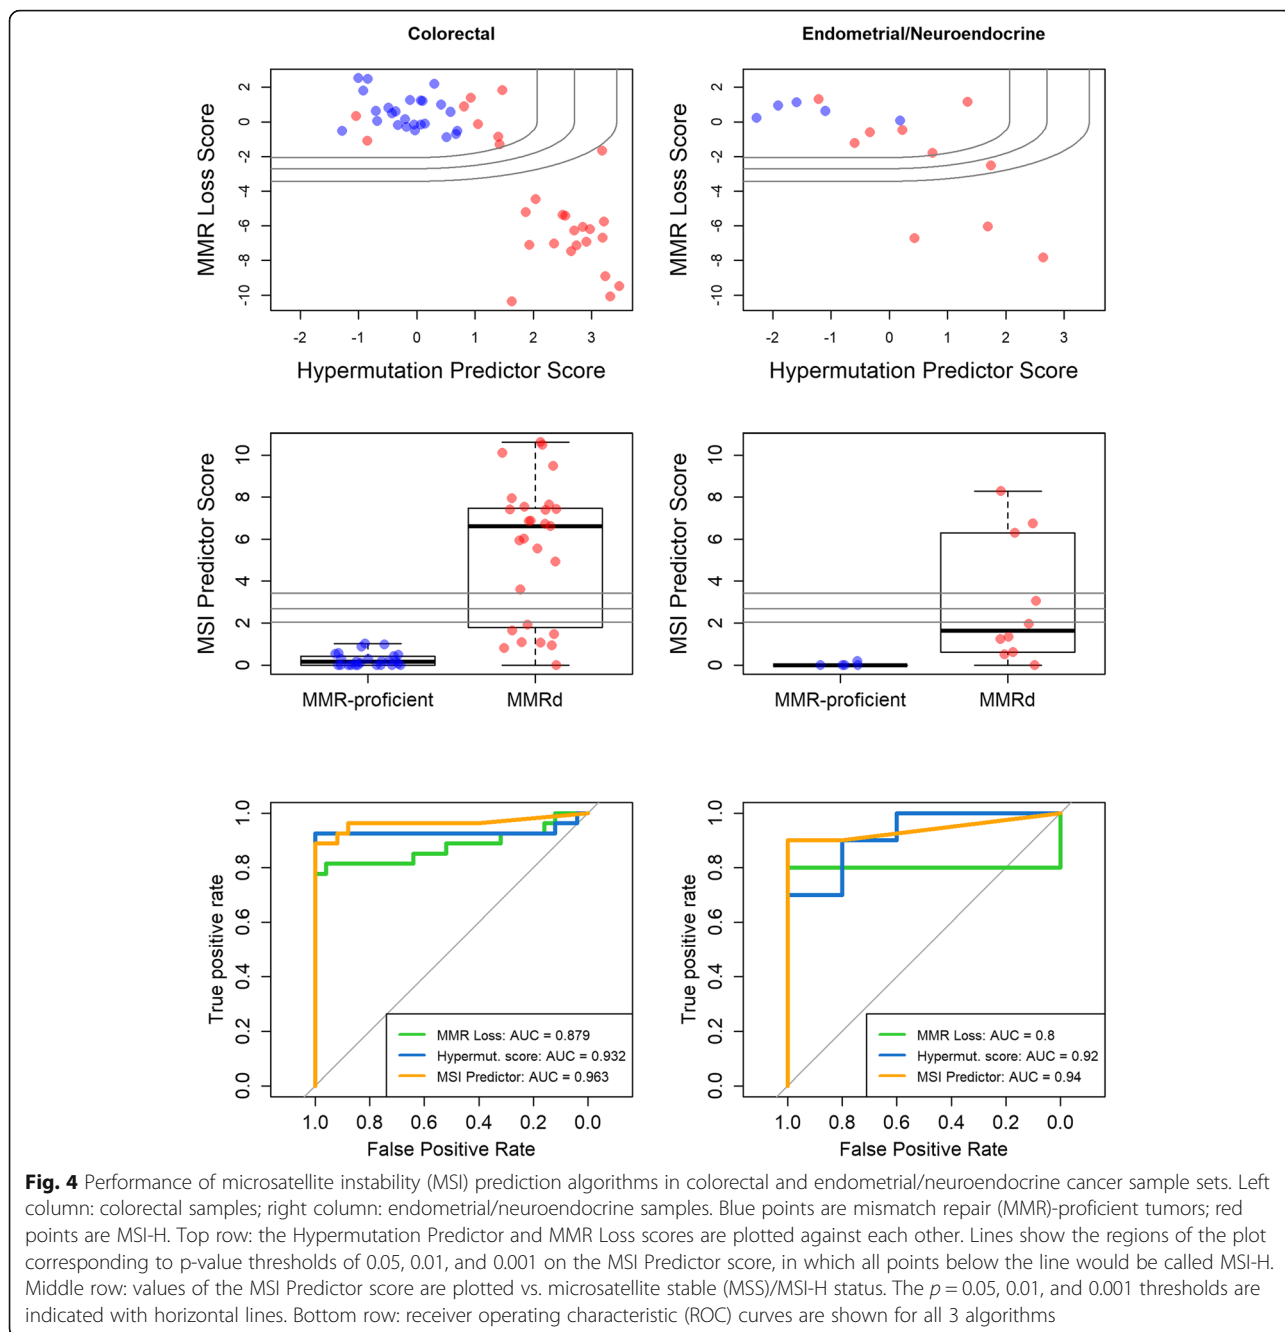 Colorectal
Endometrial/Neuroendocrine
MMR Loss Score
2
0
-2
-4
-6
-8
-10
-2 -1 0 1 2 3
Hypermutation Predictor Score
MMR Loss Score
2
0
-2
-4
-6
-8
-10
-2 -1 0 1 2 3
Hypermutation Predictor Score
MSI Predictor Score
10
8
6
4
2
0
MMR-proficient MMRd
MSI Predictor Score
10
8
6
4
2
0
MMR-proficient MMRd
True positive rate
1.0
0.8
0.6
0.4
0.2
0.0
MMR Loss: AUC = 0.879
Hypermut. score: AUC = 0.932
MSI Predictor: AUC = 0.963
1.0 0.8 0.6 0.4 0.2 0.0
False Positive Rate
True positive rate
1.0
0.8
0.6
0.4
0.2
0.0
MMR Loss: AUC = 0.8
Hypermut. score: AUC = 0.92
MSI Predictor: AUC = 0.94
1.0 0.8 0.6 0.4 0.2 0.0
False Positive Rate
Fig. 4 Performance of microsatellite instability (MSI) prediction algorithms in colorectal and endometrial/neuroendocrine cancer sample sets. Left
column: colorectal samples; right column: endometrial/neuroendocrine samples. Blue points are mismatch repair (MMR)-proficient tumors; red
points are MSI-H. Top row: the Hypermutation Predictor and MMR Loss scores are plotted against each other. Lines show the regions of the plot
corresponding to p-value thresholds of 0.05, 0.01, and 0.001 on the MSI Predictor score, in which all points below the line would be called MSI-H.
Middle row: values of the MSI Predictor score are plotted vs. microsatellite stable (MSS)/MSI-H status. The p = 0.05, 0.01, and 0.001 thresholds are
indicated with horizontal lines. Bottom row: receiver operating characteristic (ROC) curves are shown for all 3 algorithms